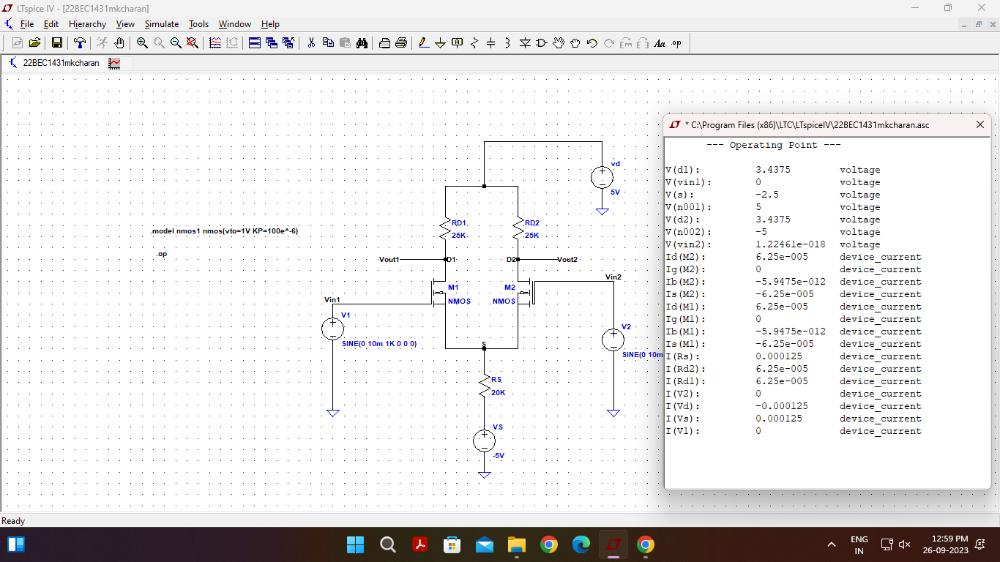 LTspice IV - [22BEC1431mkcharan]
File Edit Hierarchy View Simulate Tools Window Help
Aa .op
22BEC1431mkcharan
.model nmos1 nmos(vto=1V KP=100e^-6)
.op
vd
5V
RD1
25K
RD2
25K
Vout1
D1
D2
Vout2
M1
NMOS
M2
NMOS
Vin2
Vin1
V1
SINE(0 10m 1K 0 0 0)
V2
SINE(0 10m
S
RS
20K
VS
-5V
* C:\Program Files (x86)\LTC\LTspiceIV\22BEC1431mkcharan.asc
--- Operating Point ---
V(d1): 3.4375 voltage
V(vin1): 0 voltage
V(s): -2.5 voltage
V(n001): 5 voltage
V(d2): 3.4375 voltage
V(n002): -5 voltage
V(vin2): 1.22461e-018 voltage
Id(M2): 6.25e-005 device_current
Ig(M2): 0 device_current
Ib(M2): -5.9475e-012 device_current
Is(M2): -6.25e-005 device_current
Id(M1): 6.25e-005 device_current
Ig(M1): 0 device_current
Ib(M1): -5.9475e-012 device_current
Is(M1): -6.25e-005 device_current
I(Rs): 0.000125 device_current
I(Rd2): 6.25e-005 device_current
I(Rd1): 6.25e-005 device_current
I(V2): 0 device_current
I(Vd): -0.000125 device_current
I(Vs): 0.000125 device_current
I(V1): 0 device_current
Ready
ENG
IN
12:59 PM
26-09-2023